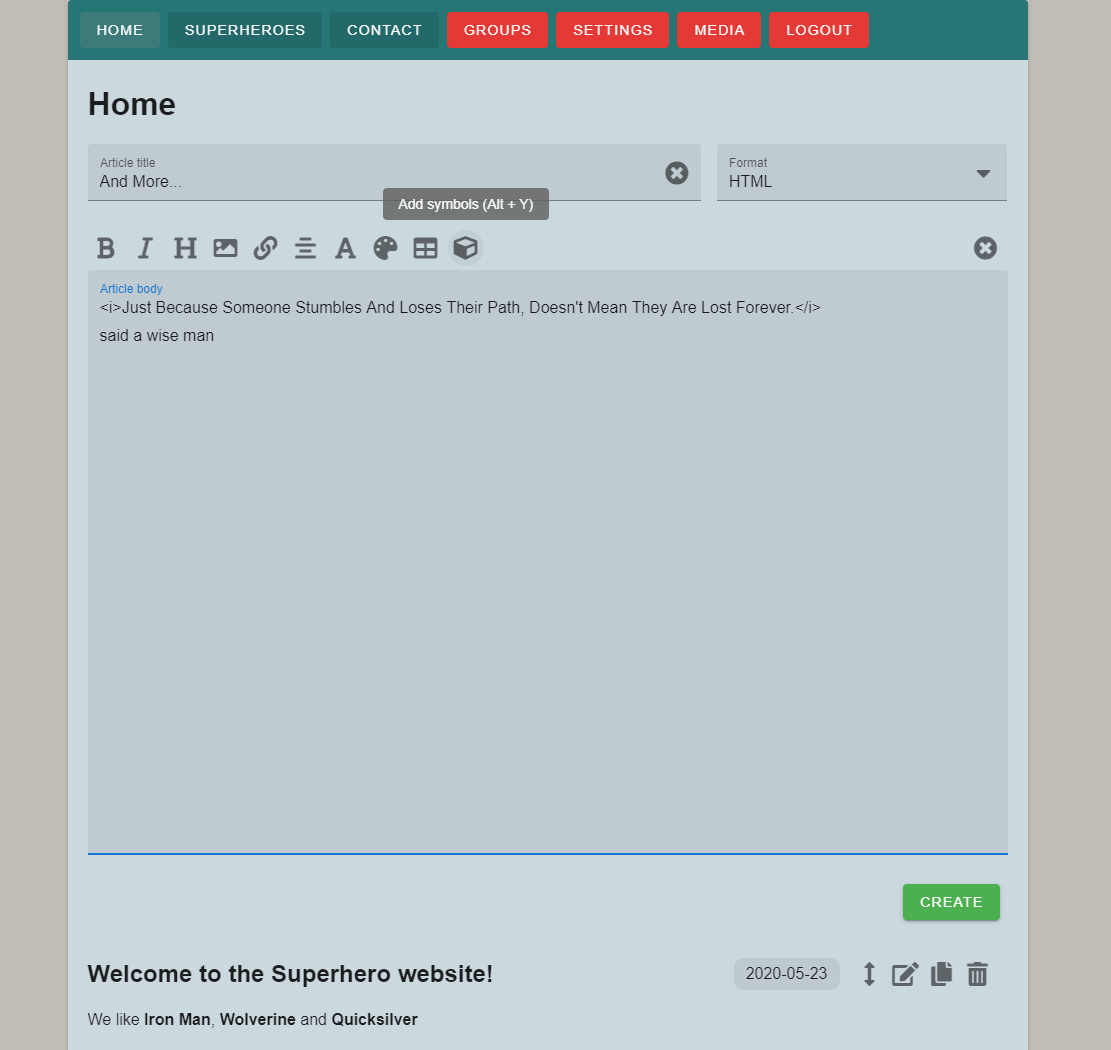 HOME SUPERHEROES CONTACT GROUPS SETTINGS MEDIA LOGOUT
Home
Article title
And More...
Format
HTML
Add symbols (Alt + Y)
B I H A
Article body
<i>Just Because Someone Stumbles And Loses Their Path, Doesn't Mean They Are Lost Forever.</i>
said a wise man
CREATE
Welcome to the Superhero website! 2020-05-23
We like Iron Man, Wolverine and Quicksilver